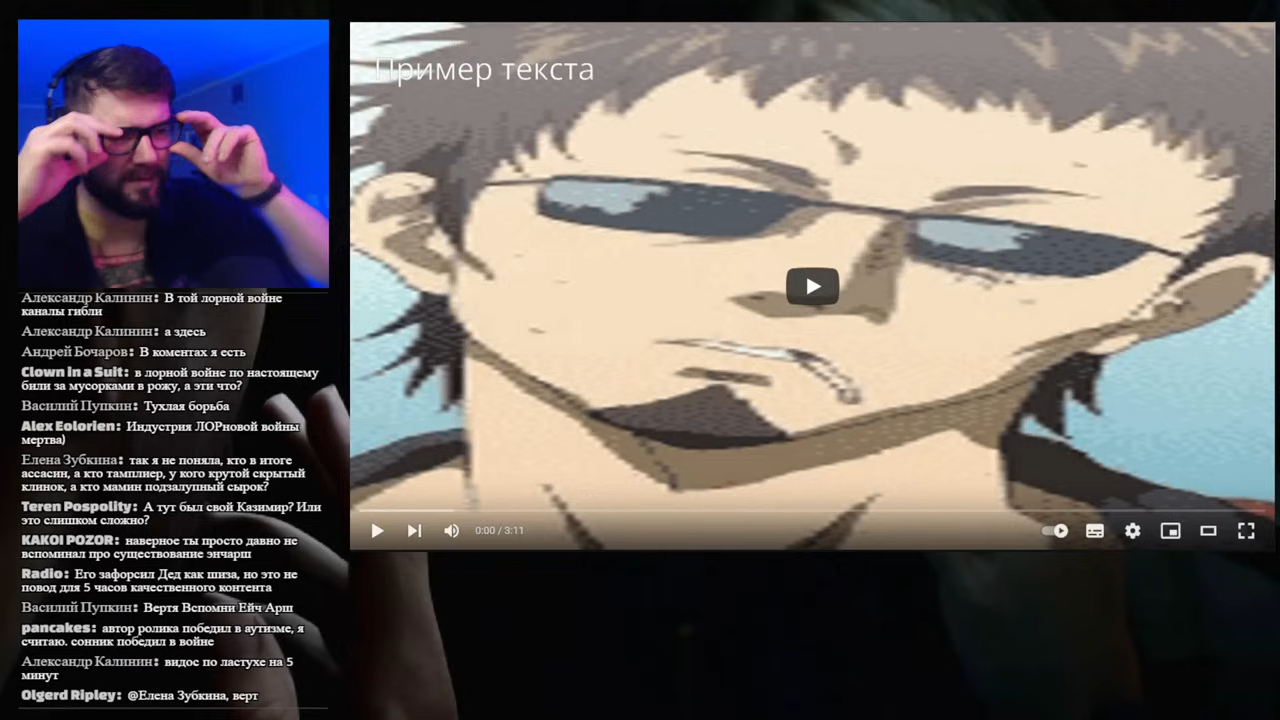 Пример текста
0:00 / 3:11
Александр Калинин: В той лорной войне
каналы гибли
Александр Калинин: а здесь
Андрей Бочаров: В коментах я есть
Clown in a Suit: в лорной войне по настоящему
били за мусорками в рожу, а эти что?
Василий Пупкин: Тухлая борьба
Alex Eolorien: Индустрия ЛОРновой войны
мертва)
Елена Зубкина: так я не поняла, кто в итоге
ассасин, а кто тамплиер, у кого крутой скрытый
клинок, а кто мамин подзалупный сырок?
Teren Pospolity: А тут был свой Казимир? Или
это слишком сложно?
KAKOI POZOR: наверное ты просто давно не
вспоминал про существование энчарш
Radio: Его зафорсил Дед как шиза, но это не
повод для 5 часов качественного контента
Василий Пупкин: Вертя Вспомни Ейч Арш
pancakes: автор ролика победил в аутизме, я
считаю. сонник победил в войне
Александр Калинин: видос по ластухе на 5
минут
Olgerd Ripley: @Елена Зубкина, верт